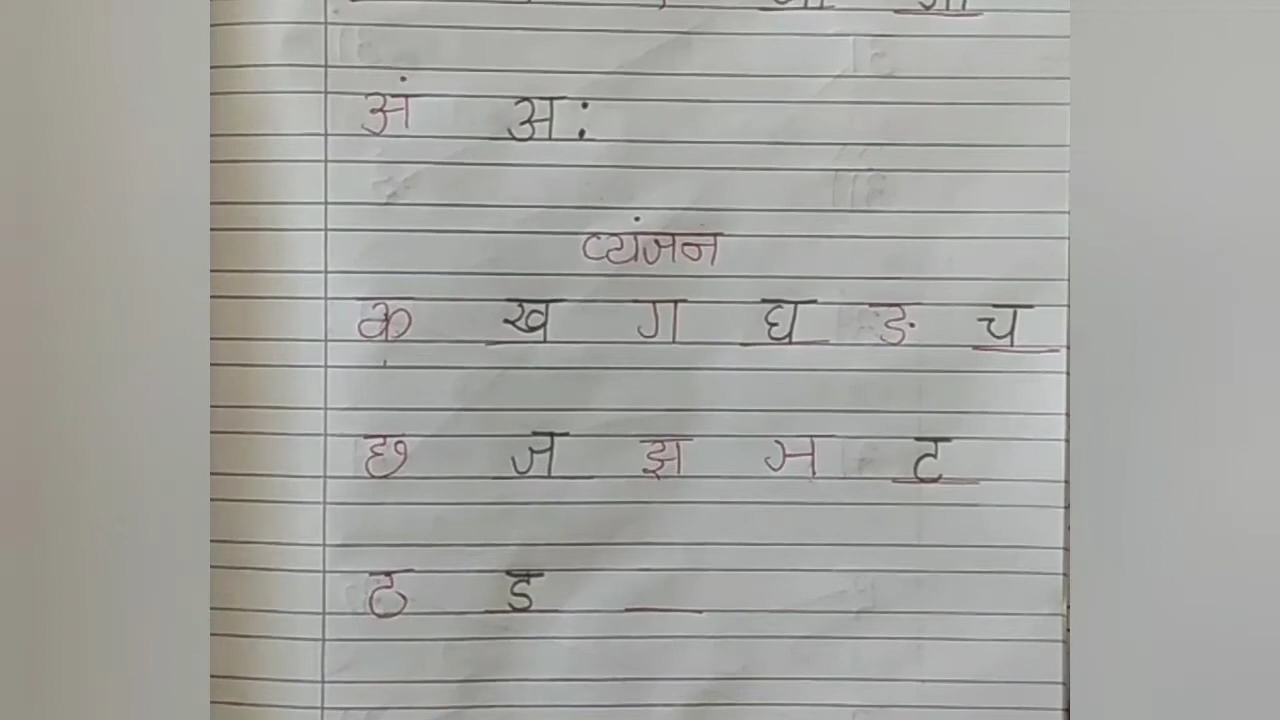 अं अः
व्यंजन
क ख ग घ ङ च
छ ज झ ञ ट
ठ ड